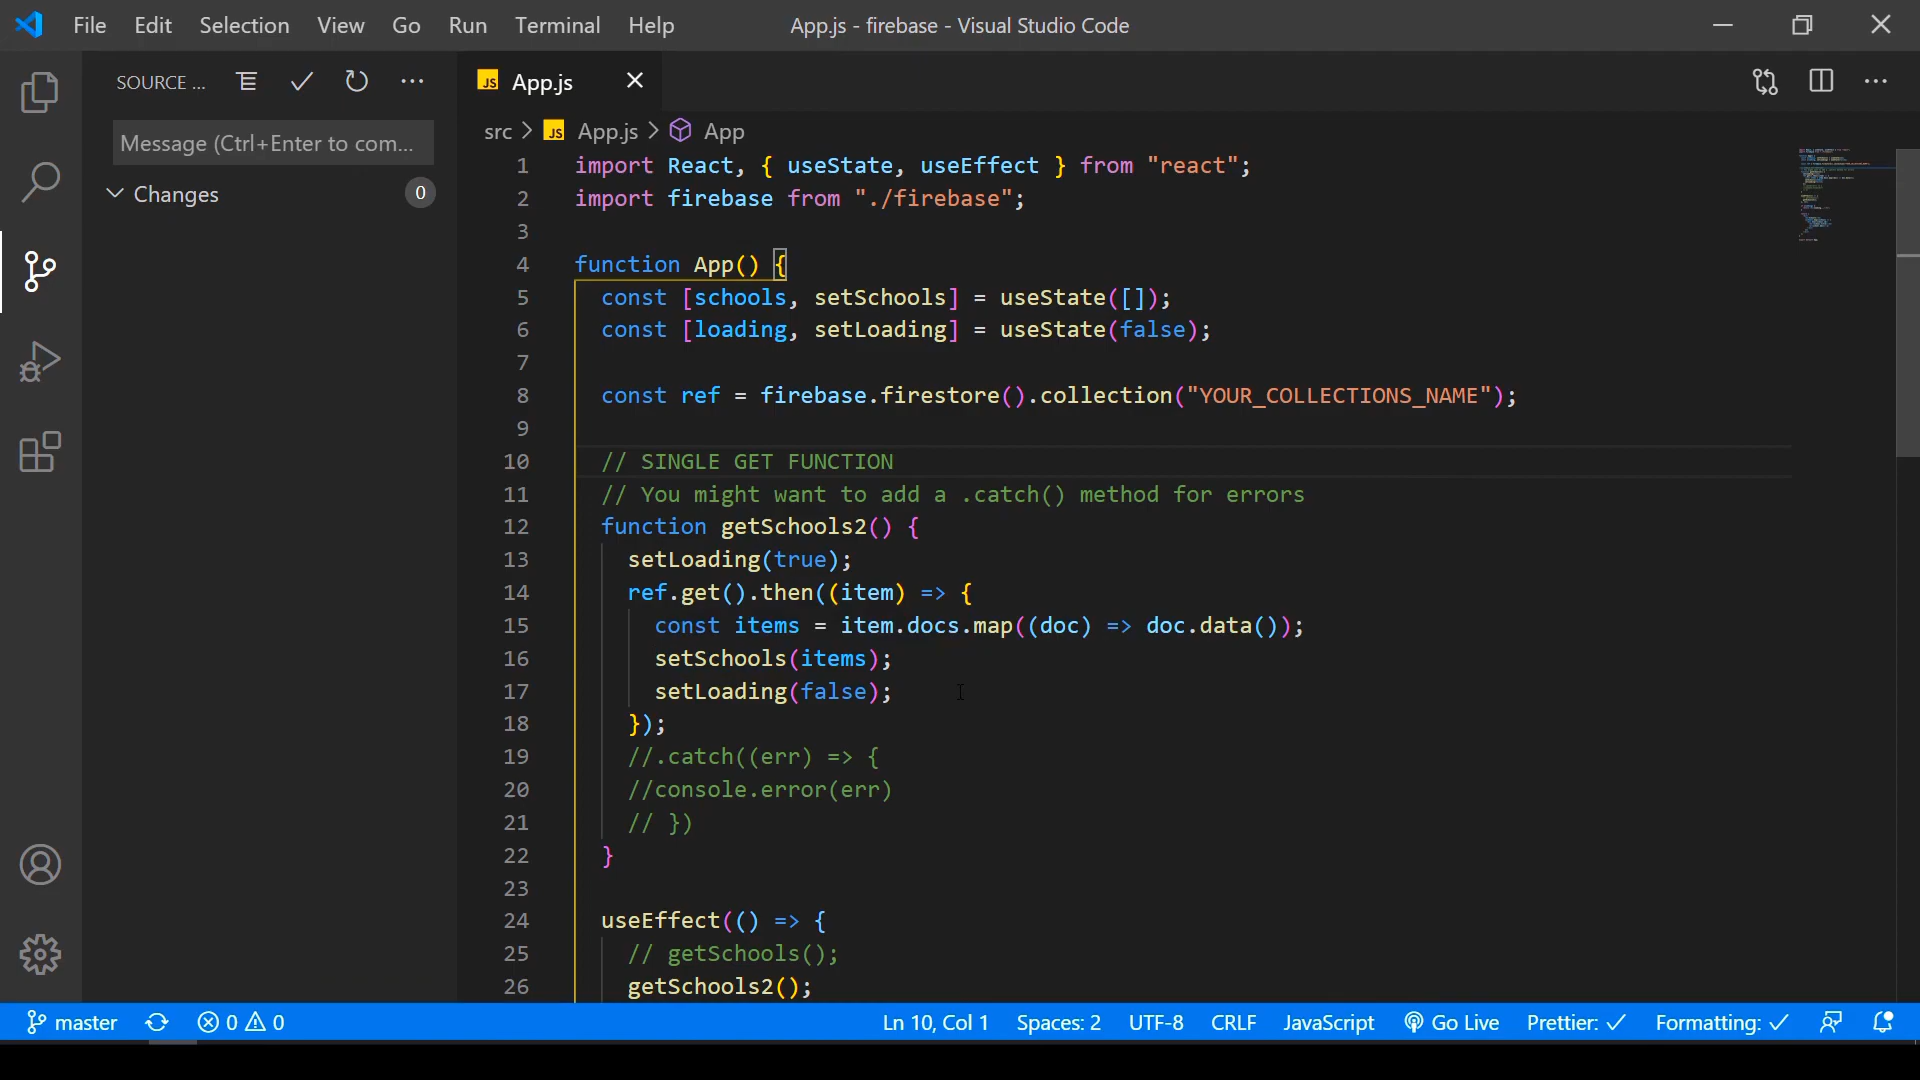 File Edit Selection View Go Run Terminal Help App.js - firebase - Visual Studio Code
SOURCE ...
Message (Ctrl+Enter to com...
Changes 0
JS App.js
src > JS App.js > App
1 import React, { useState, useEffect } from "react";
2 import firebase from "./firebase";
3
4 function App() {
5 const [schools, setSchools] = useState([]);
6 const [loading, setLoading] = useState(false);
7
8 const ref = firebase.firestore().collection("YOUR_COLLECTIONS_NAME");
9
10 // SINGLE GET FUNCTION
11 // You might want to add a .catch() method for errors
12 function getSchools2() {
13 setLoading(true);
14 ref.get().then((item) => {
15 const items = item.docs.map((doc) => doc.data());
16 setSchools(items);
17 setLoading(false);
18 });
19 //.catch((err) => {
20 //console.error(err)
21 // })
22 }
23
24 useEffect(() => {
25 // getSchools();
26 getSchools2();
master 0 0 Ln 10, Col 1 Spaces: 2 UTF-8 CRLF JavaScript Go Live Prettier: ✓ Formatting: ✓